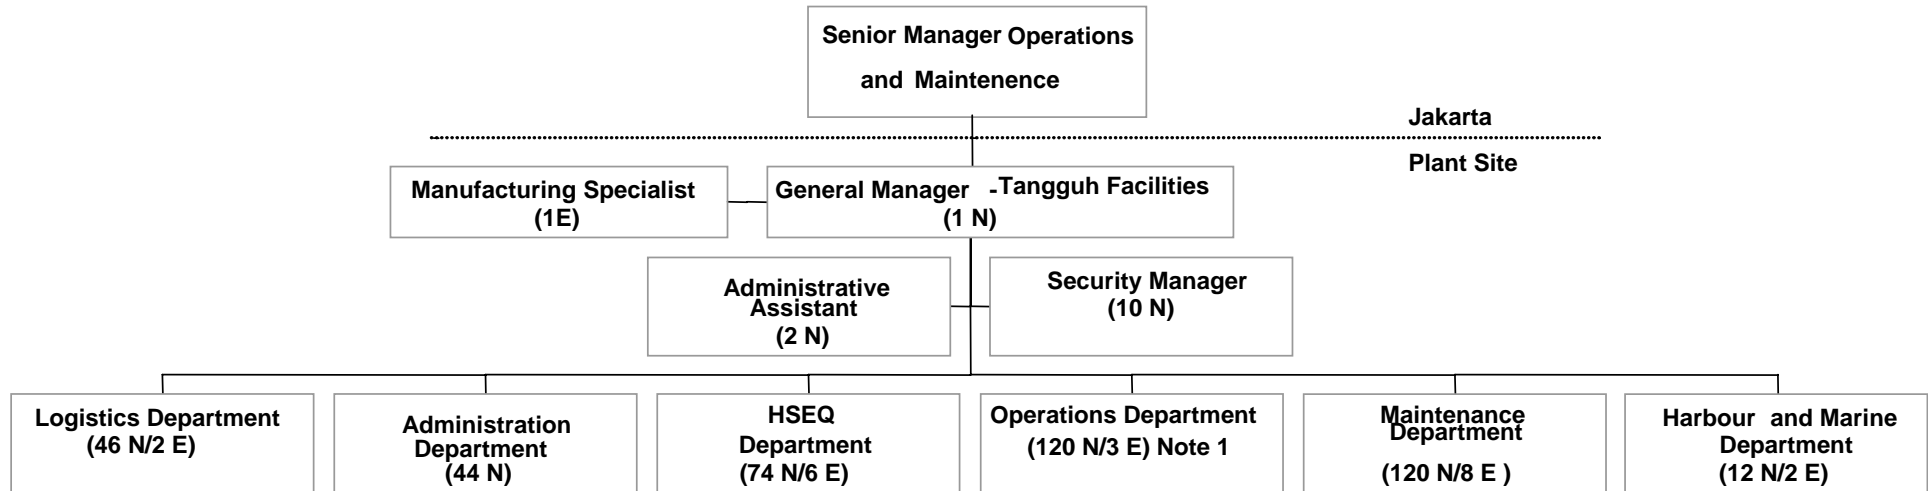 Senior Manager Operations
and Maintenence
Jakarta
Plant Site
Manufacturing Specialist
(1E)
General Manager -Tangguh Facilities
(1 N)
Administrative
Assistant
(2 N)
Security Manager
(10 N)
Logistics Department
(46 N/2 E)
Administration
Department
(44 N)
HSEQ
Department
(74 N/6 E)
Operations Department
(120 N/3 E) Note 1
Maintenance
Department
(120 N/8 E )
Harbour and Marine
Department
(12 N/2 E)